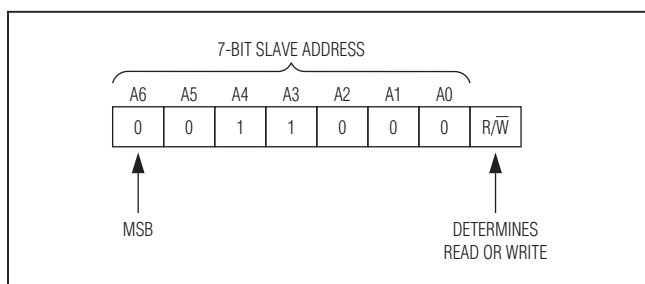 7-BIT SLAVE ADDRESS
A6 A5 A4 A3 A2 A1 A0
0 0 1 1 0 0 0 R/W̅
MSB DETERMINES
READ OR WRITE